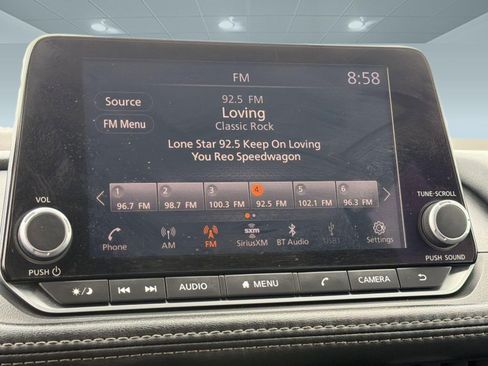 FM
8:58
Source
92.5 FM
Loving
FM Menu
Classic Rock
Lone Star 92.5 Keep On Loving
You Reo Speedwagon
1 2 3 4 5 6
96.7 FM 98.7 FM 100.3 FM 92.5 FM 102.1 FM 96.3 FM
VOL
TUNE·SCROLL
sxm
Phone AM FM SiriusXM BT Audio USB1 Settings
PUSH
PUSH SOUND
AUDIO MENU CAMERA